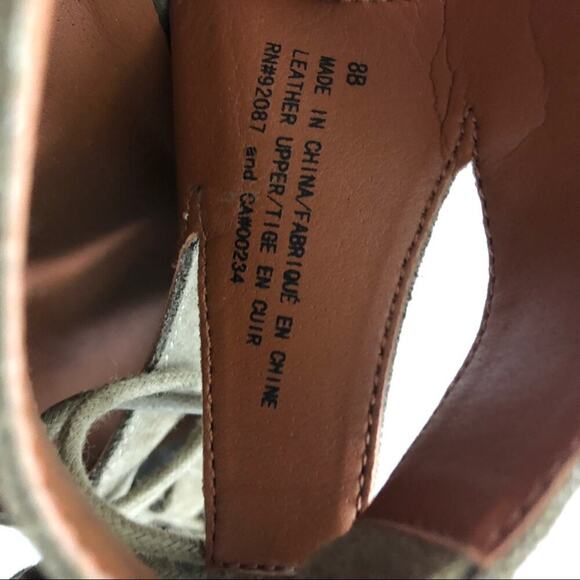 8B
MADE IN CHINA/FABRIQUÉ EN CHINE
LEATHER UPPER/TIGE EN CUIR
RN#92087 and CA#00234